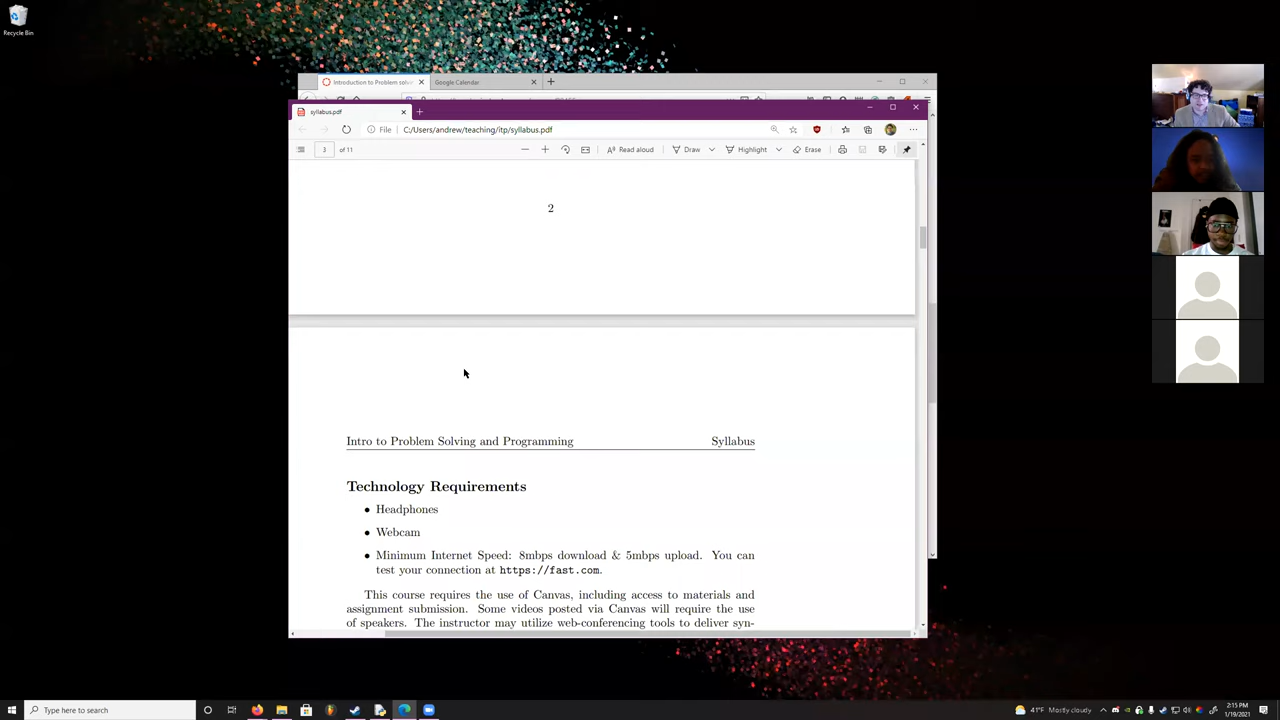 Recycle Bin
Introduction to Problem solvi
Google Calendar
syllabus.pdf
File
C:/Users/andrew/teaching/itp/syllabus.pdf
3
of 11
Read aloud
Draw
Highlight
Erase
2
Intro to Problem Solving and Programming
Syllabus
Technology Requirements
• Headphones
• Webcam
• Minimum Internet Speed: 8mbps download & 5mbps upload. You can
test your connection at https://fast.com.
This course requires the use of Canvas, including access to materials and
assignment submission. Some videos posted via Canvas will require the use
of speakers. The instructor may utilize web-conferencing tools to deliver syn-
Type here to search
41°F Mostly cloudy
2:15 PM
1/19/2021